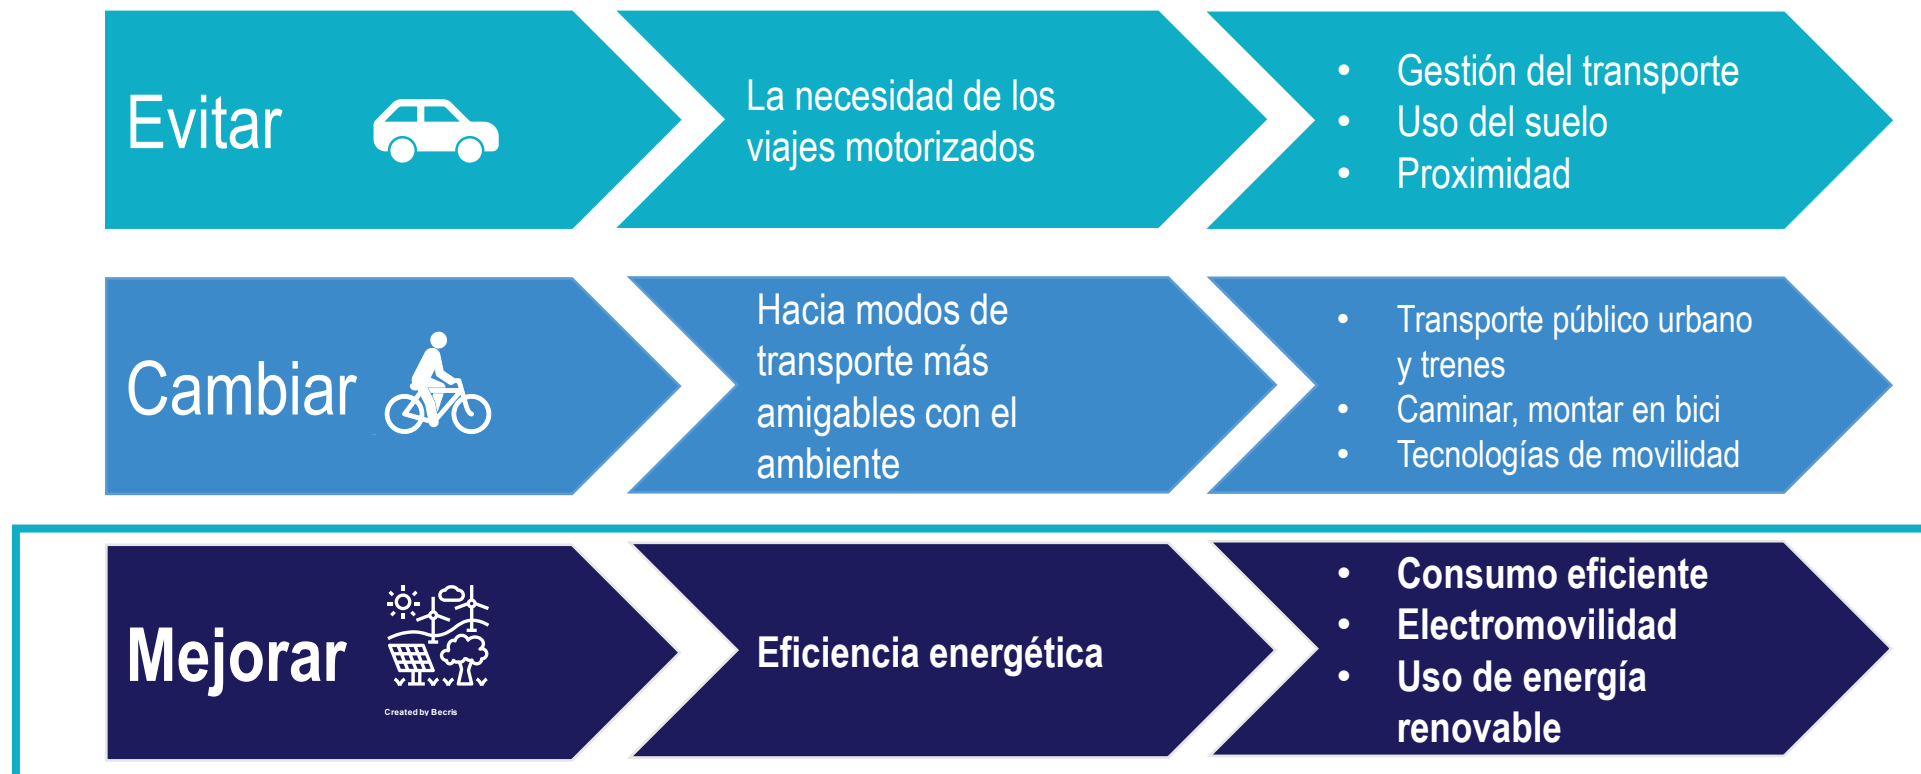 Evitar
La necesidad de los
viajes motorizados
• Gestión del transporte
• Uso del suelo
• Proximidad
Cambiar
Hacia modos de
transporte más
amigables con el
ambiente
• Transporte público urbano
y trenes
• Caminar, montar en bici
• Tecnologías de movilidad
Mejorar
Created by Becris
Eficiencia energética
• Consumo eficiente
• Electromovilidad
• Uso de energía
renovable